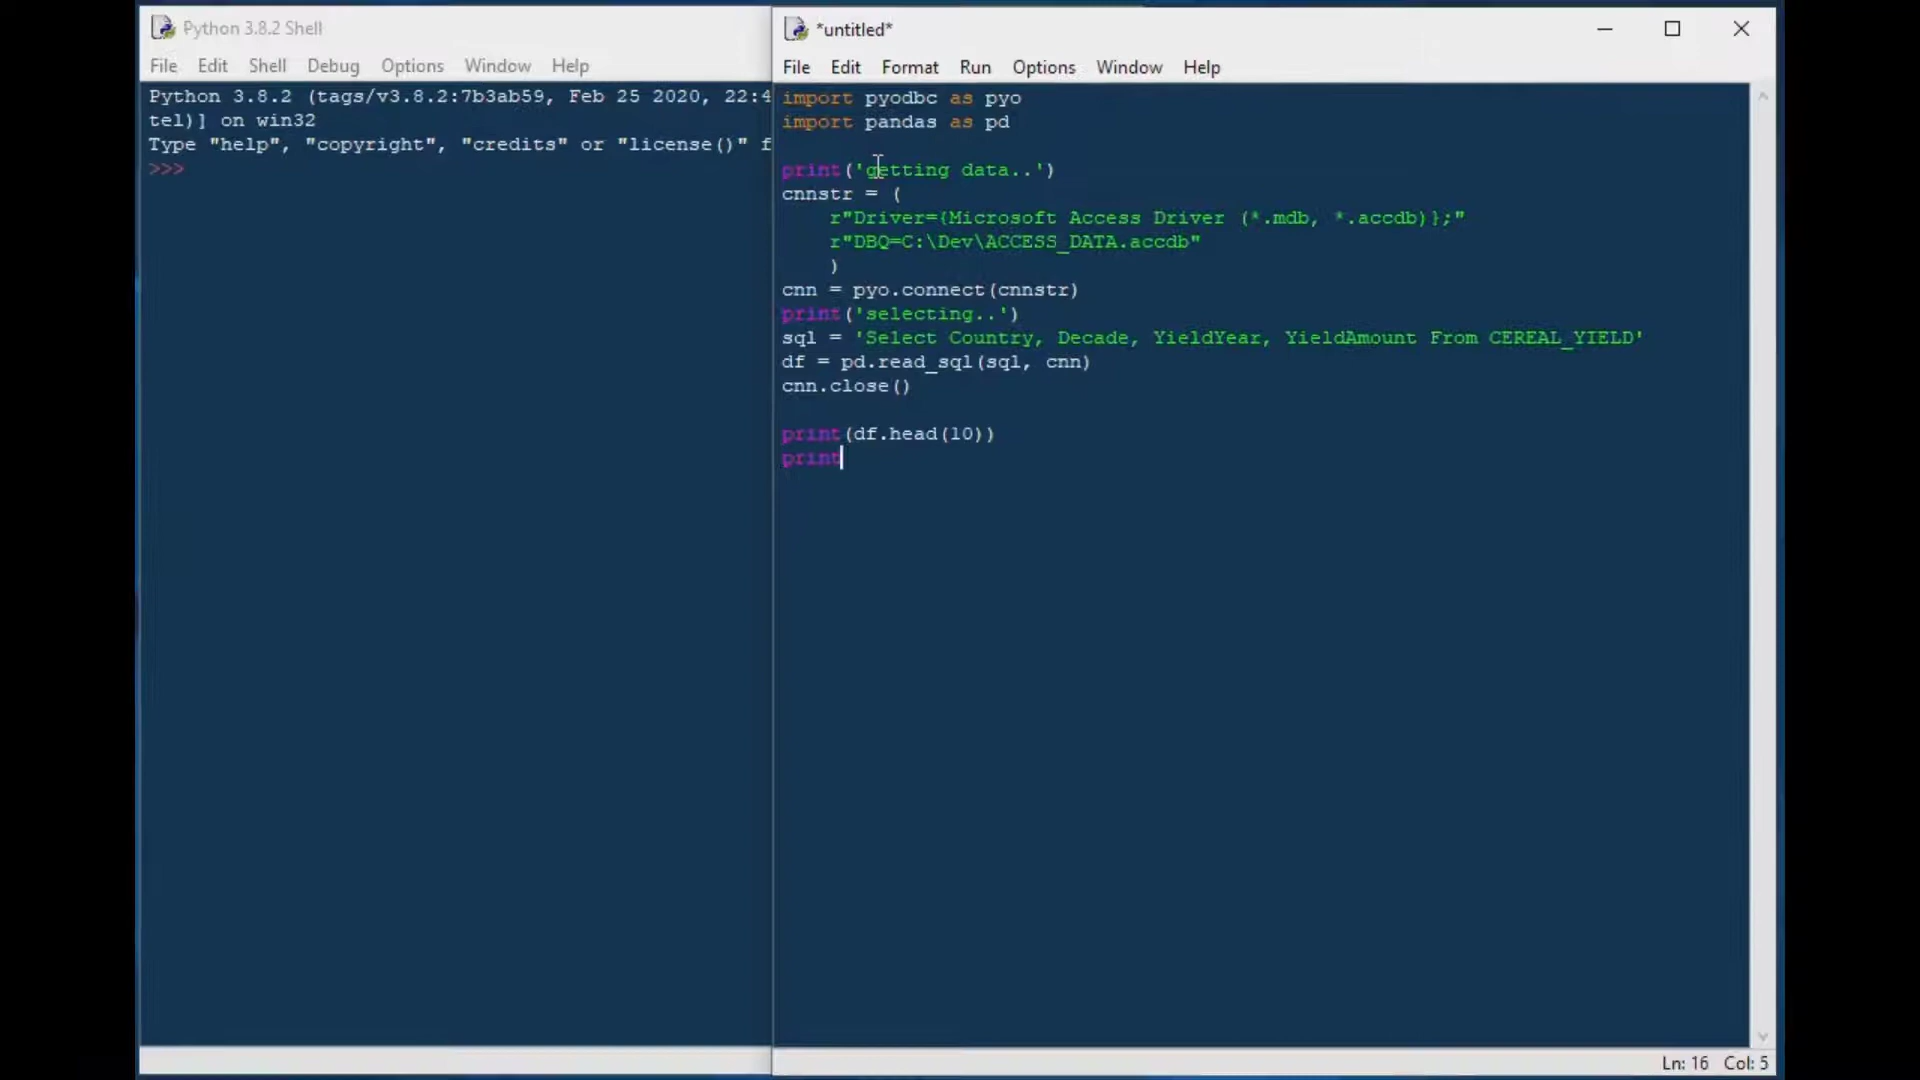 Python 3.8.2 Shell
File Edit Shell Debug Options Window Help
Python 3.8.2 (tags/v3.8.2:7b3ab59, Feb 25 2020, 22:4
tel)] on win32
Type "help", "copyright", "credits" or "license()" f
>>>
*untitled*
File Edit Format Run Options Window Help
import pyodbc as pyo
import pandas as pd
print('getting data..')
cnnstr = (
r"Driver={Microsoft Access Driver (*.mdb, *.accdb)};"
r"DBQ=C:\Dev\ACCESS_DATA.accdb"
)
cnn = pyo.connect(cnnstr)
print('selecting..')
sql = 'Select Country, Decade, YieldYear, YieldAmount From CEREAL_YIELD'
df = pd.read_sql(sql, cnn)
cnn.close()
print(df.head(10))
print
Ln: 16 Col: 5